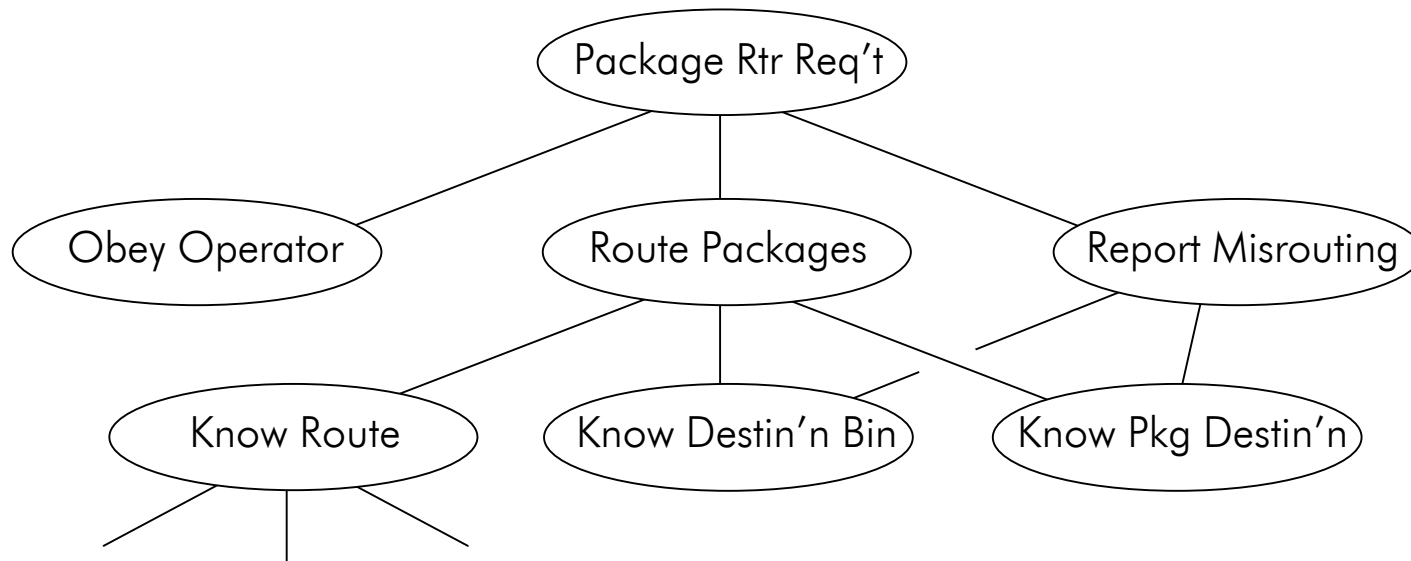 Package Rtr Req’t
Obey Operator
Route Packages
Report Misrouting
Know Route
Know Destin’n Bin
Know Pkg Destin’n